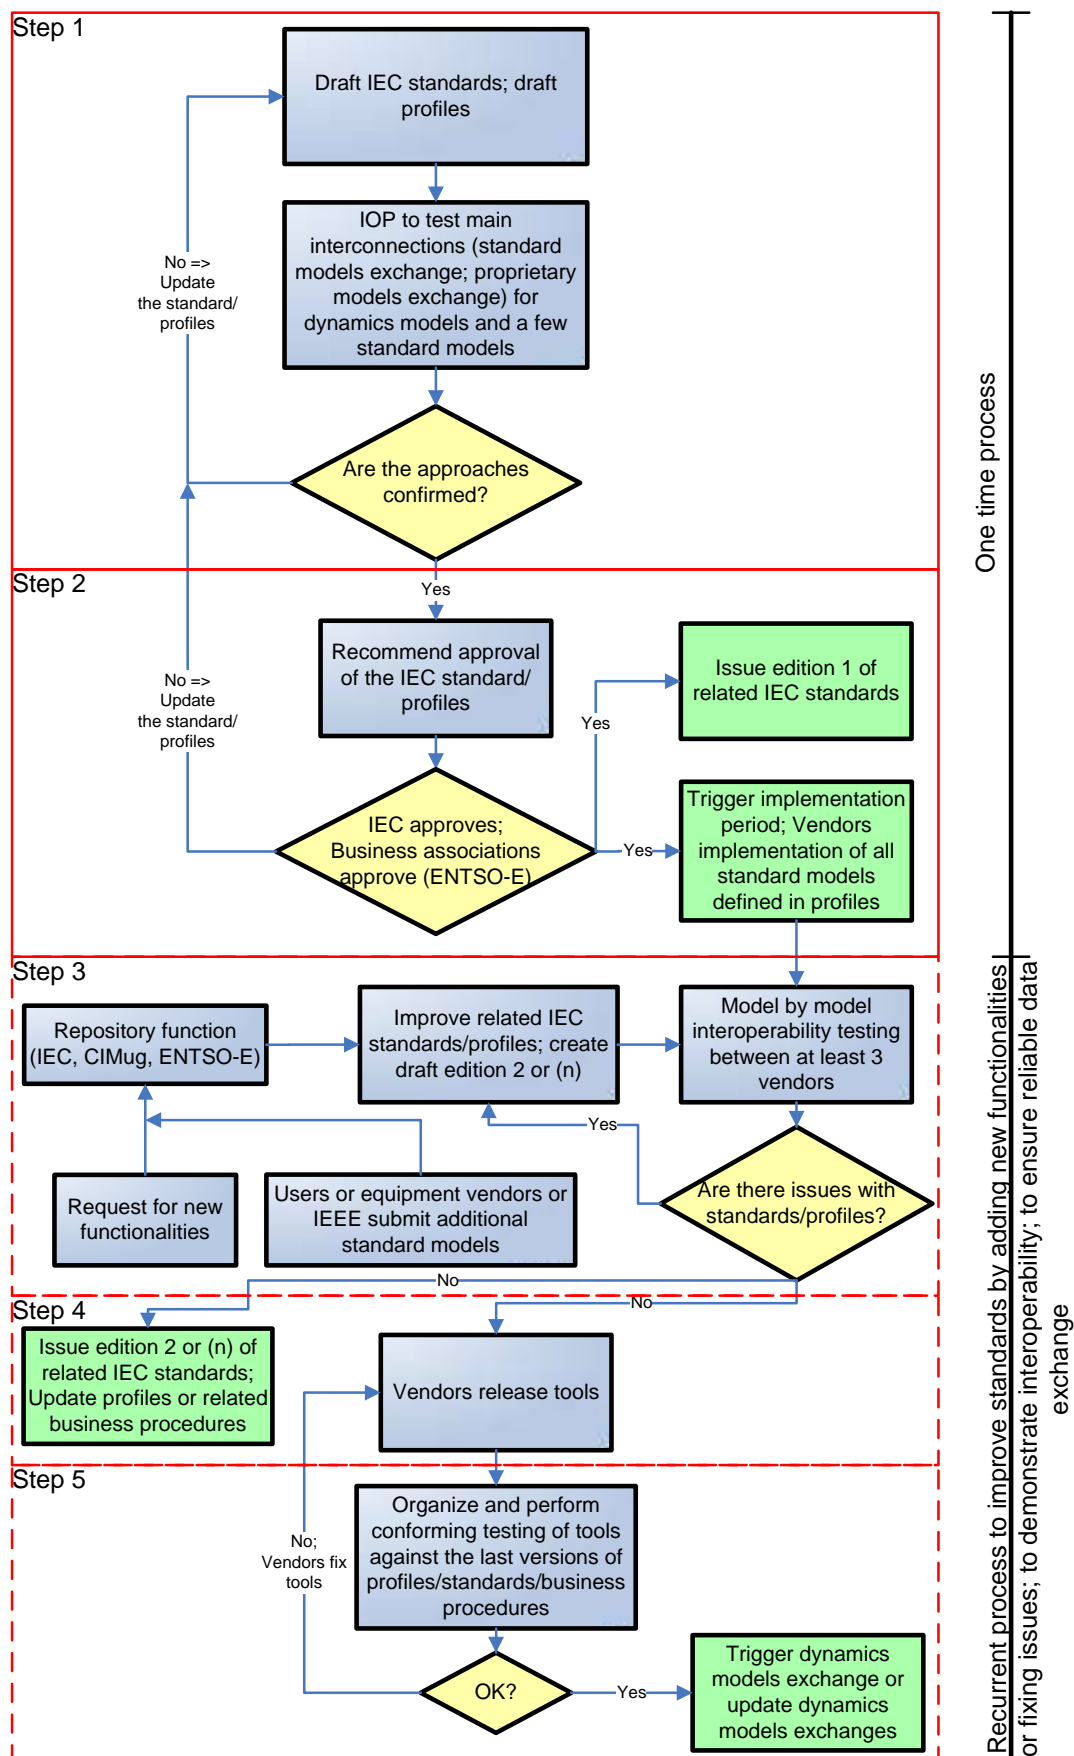 Step 1
Draft IEC standards; draft
profiles
IOP to test main
interconnections (standard
models exchange; proprietary
models exchange) for
dynamics models and a few
standard models
No =>
Update
the standard/
profiles
Are the approaches
confirmed?
One time process
Step 2
Yes
Recommend approval
of the IEC standard/
profiles
Issue edition 1 of
related IEC standards
No =>
Update
the standard/
profiles
Yes
IEC approves;
Business associations
approve (ENTSO-E)
Yes
Trigger implementation
period; Vendors
implementation of all
standard models
defined in profiles
Step 3
Repository function
(IEC, CIMug, ENTSO-E)
Improve related IEC
standards/profiles; create
draft edition 2 or (n)
Model by model
interoperability testing
between at least 3
vendors
Yes
Request for new
functionalities
Users or equipment vendors or
IEEE submit additional
standard models
Are there issues with
standards/profiles?
No
No
Step 4
Issue edition 2 or (n) of
related IEC standards;
Update profiles or related
business procedures
Vendors release tools
Step 5
Organize and perform
conforming testing of tools
against the last versions of
profiles/standards/business
procedures
No;
Vendors fix
tools
OK?
Yes
Trigger dynamics
models exchange or
update dynamics
models exchanges
Recurrent process to improve standards by adding new functionalities
or fixing issues; to demonstrate interoperability; to ensure reliable data
exchange